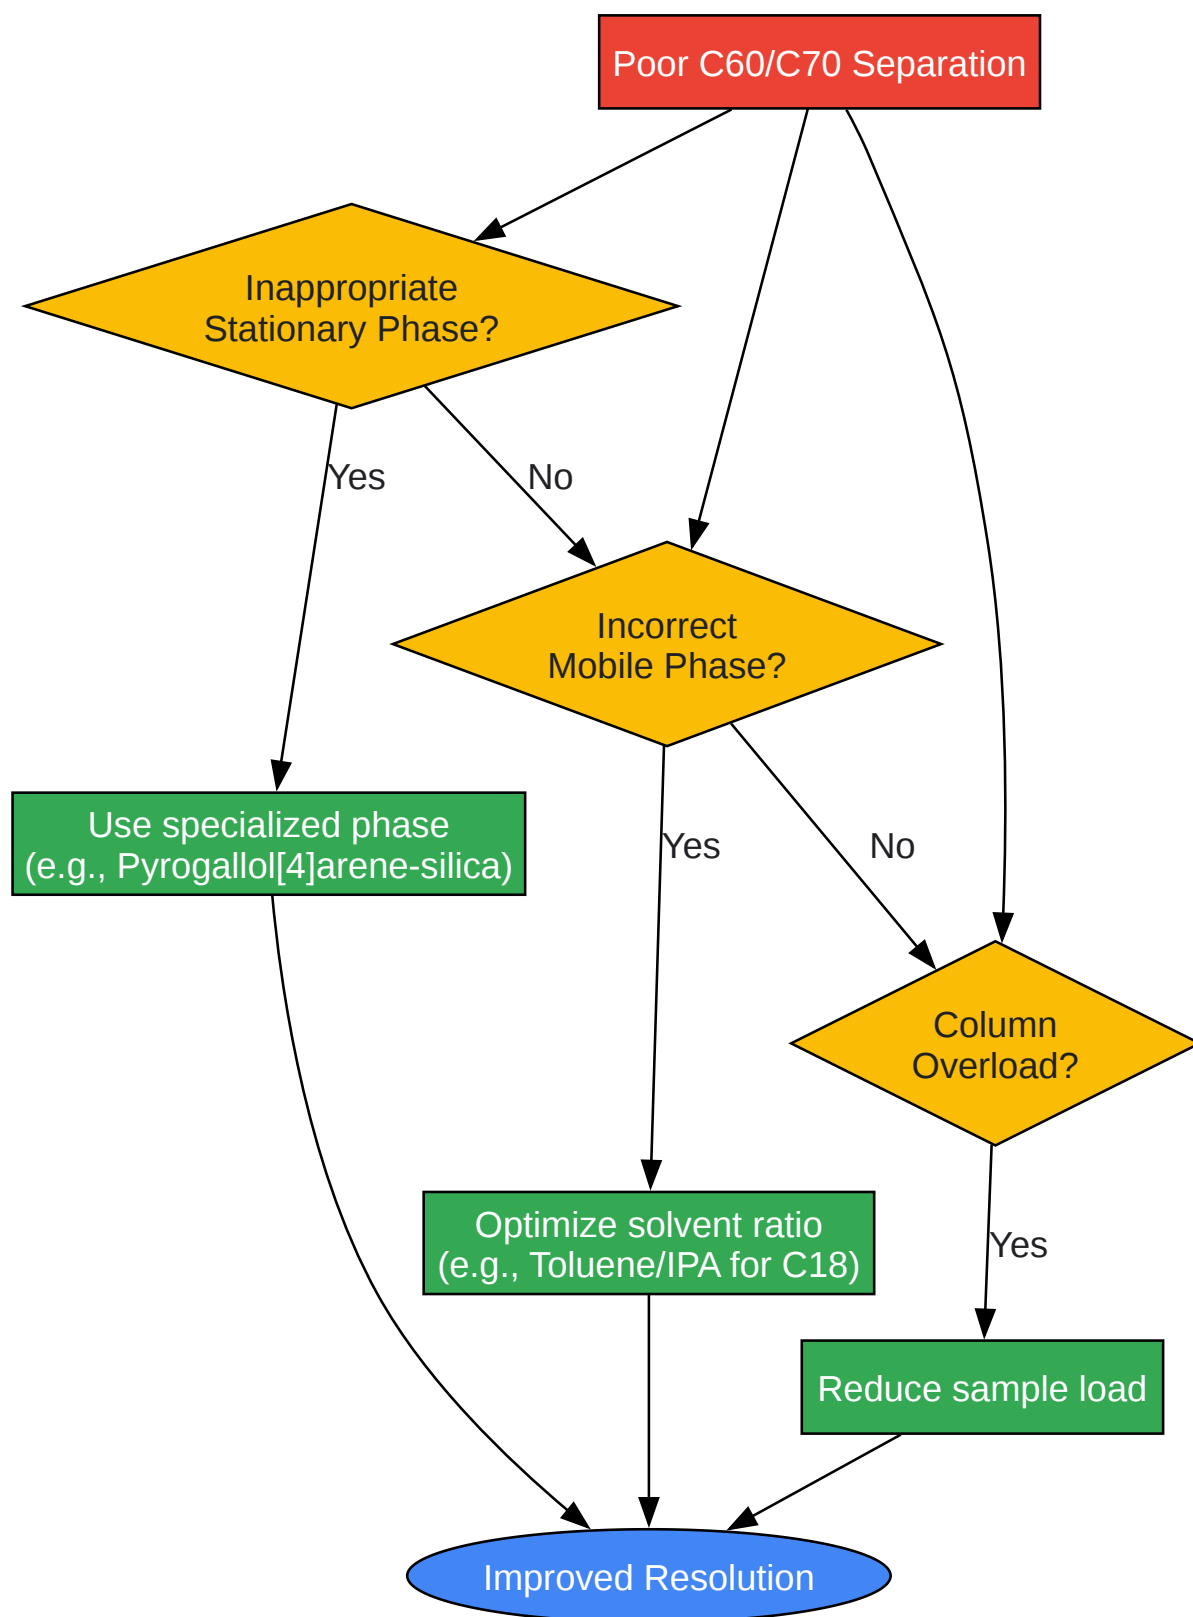 Poor C60/C70 Separation
Inappropriate
Stationary Phase?
Yes
No
Incorrect
Mobile Phase?
Use specialized phase
(e.g., Pyrogallol[4]arene-silica)
Yes
No
Column
Overload?
Optimize solvent ratio
(e.g., Toluene/IPA for C18)
Yes
Reduce sample load
Improved Resolution